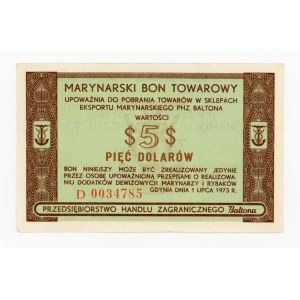 MARYNARSKI BON TOWAROWY
UPOWAŻNIA DO POBRANIA TOWARÓW W SKLEPACH
EKSPORTU MARYNARSKIEGO PHZ BALTONA
WARTOŚCI
$ 5 $
PIĘĆ DOLARÓW
BON NINIEJSZY MOŻE BYĆ ZREALIZOWANY JEDYNIE
PRZEZ OSOBĘ UPOWAŻNIONĄ PRZEPISAMI O REALIZOWA-
NIU DODATKÓW DEWIZOWYCH MARYNARZY I RYBAKÓW
D 0034785
GDYNIA DNIA 1 LIPCA 1973 R.
PRZEDSIĘBIORSTWO HANDLU ZAGRANICZNEGO Baltona